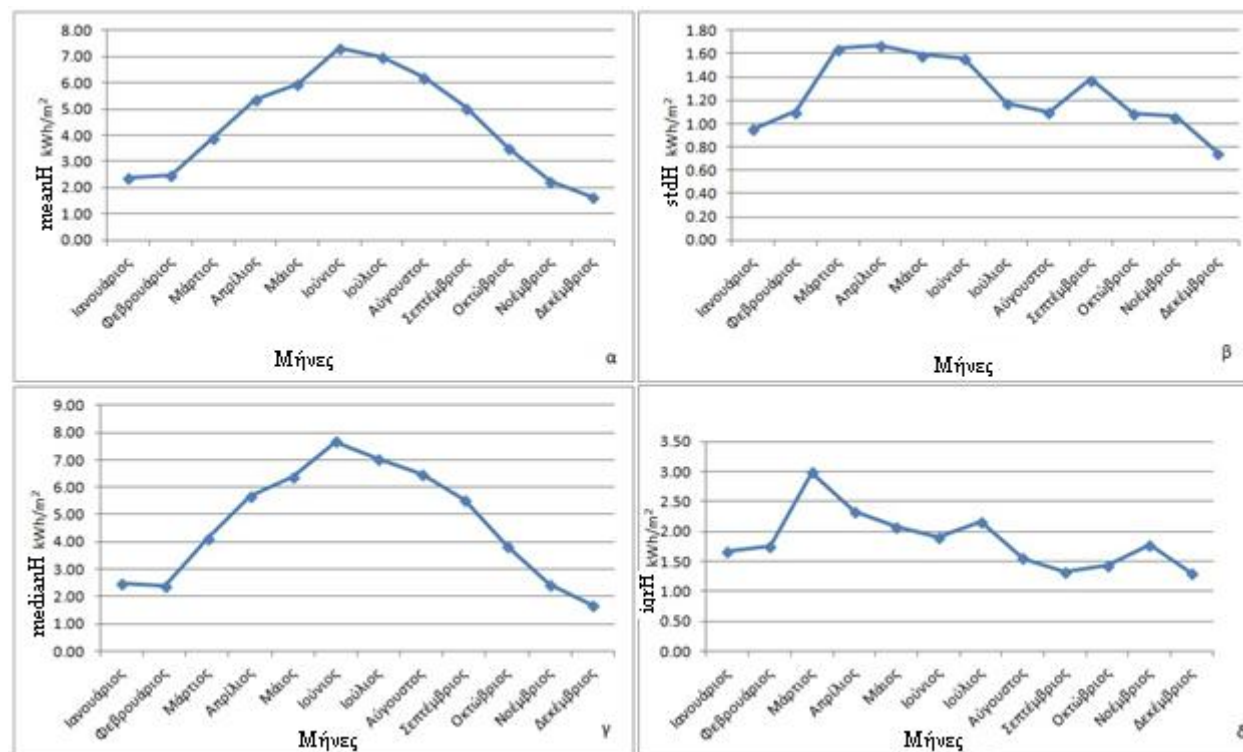 8.00
7.00
6.00
5.00
4.00
3.00
2.00
1.00
0.00
meanH kWh/m²
Ιανουάριος
Φεβρουάριος
Μάρτιος
Απρίλιος
Μάιος
Ιούνιος
Ιούλιος
Αύγουστος
Σεπτέμβριος
Οκτώβριος
Νοέμβριος
Δεκέμβριος
Μήνες
α
1.80
1.60
1.40
1.20
1.00
0.80
0.60
0.40
0.20
0.00
stdH kWh/m²
Ιανουάριος
Φεβρουάριος
Μάρτιος
Απρίλιος
Μάιος
Ιούνιος
Ιούλιος
Αύγουστος
Σεπτέμβριος
Οκτώβριος
Νοέμβριος
Δεκέμβριος
Μήνες
β
9.00
8.00
7.00
6.00
5.00
4.00
3.00
2.00
1.00
0.00
medianH kWh/m²
Ιανουάριος
Φεβρουάριος
Μάρτιος
Απρίλιος
Μάιος
Ιούνιος
Ιούλιος
Αύγουστος
Σεπτέμβριος
Οκτώβριος
Νοέμβριος
Δεκέμβριος
Μήνες
γ
3.50
3.00
2.50
2.00
1.50
1.00
0.50
0.00
iqrH kWh/m²
Ιανουάριος
Φεβρουάριος
Μάρτιος
Απρίλιος
Μάιος
Ιούνιος
Ιούλιος
Αύγουστος
Σεπτέμβριος
Οκτώβριος
Νοέμβριος
Δεκέμβριος
Μήνες
δ